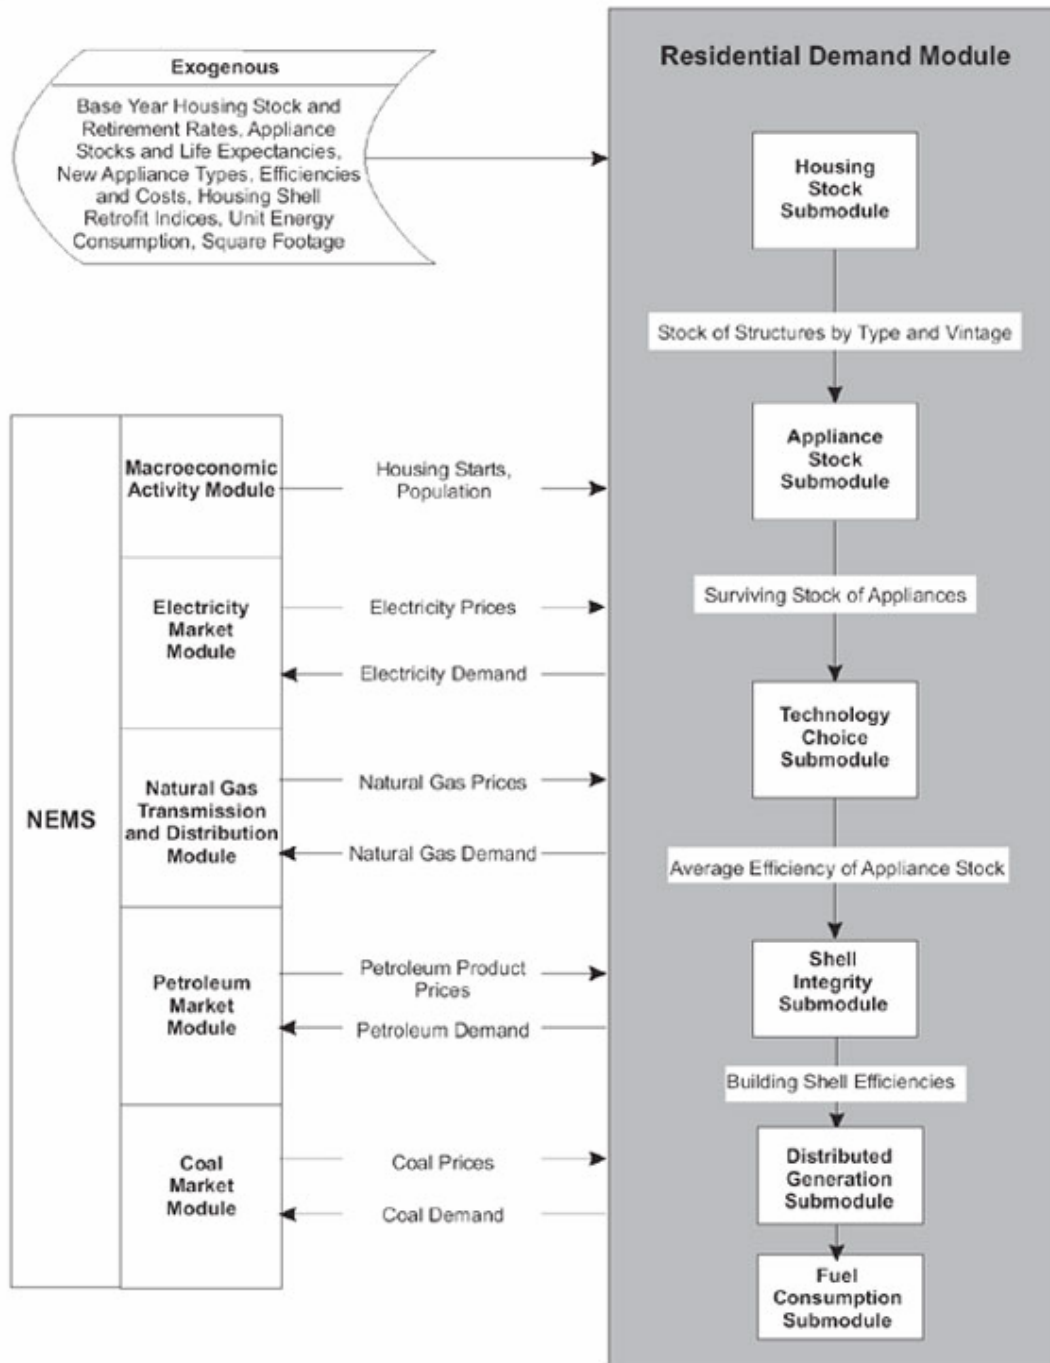 Exogenous
Base Year Housing Stock and
Retirement Rates, Appliance
Stocks and Life Expectancies,
New Appliance Types, Efficiencies
and Costs, Housing Shell
Retrofit Indices, Unit Energy
Consumption, Square Footage
NEMS
Macroeconomic
Activity Module
Housing Starts,
Population
Electricity
Market
Module
Electricity Prices
Electricity Demand
Natural Gas
Transmission
and Distribution
Module
Natural Gas Prices
Natural Gas Demand
Petroleum
Market
Module
Petroleum Product
Prices
Petroleum Demand
Coal
Market
Module
Coal Prices
Coal Demand
Residential Demand Module
Housing
Stock
Submodule
Stock of Structures by Type and Vintage
Appliance
Stock
Submodule
Surviving Stock of Appliances
Technology
Choice
Submodule
Average Efficiency of Appliance Stock
Shell
Integrity
Submodule
Building Shell Efficiencies
Distributed
Generation
Submodule
Fuel
Consumption
Submodule